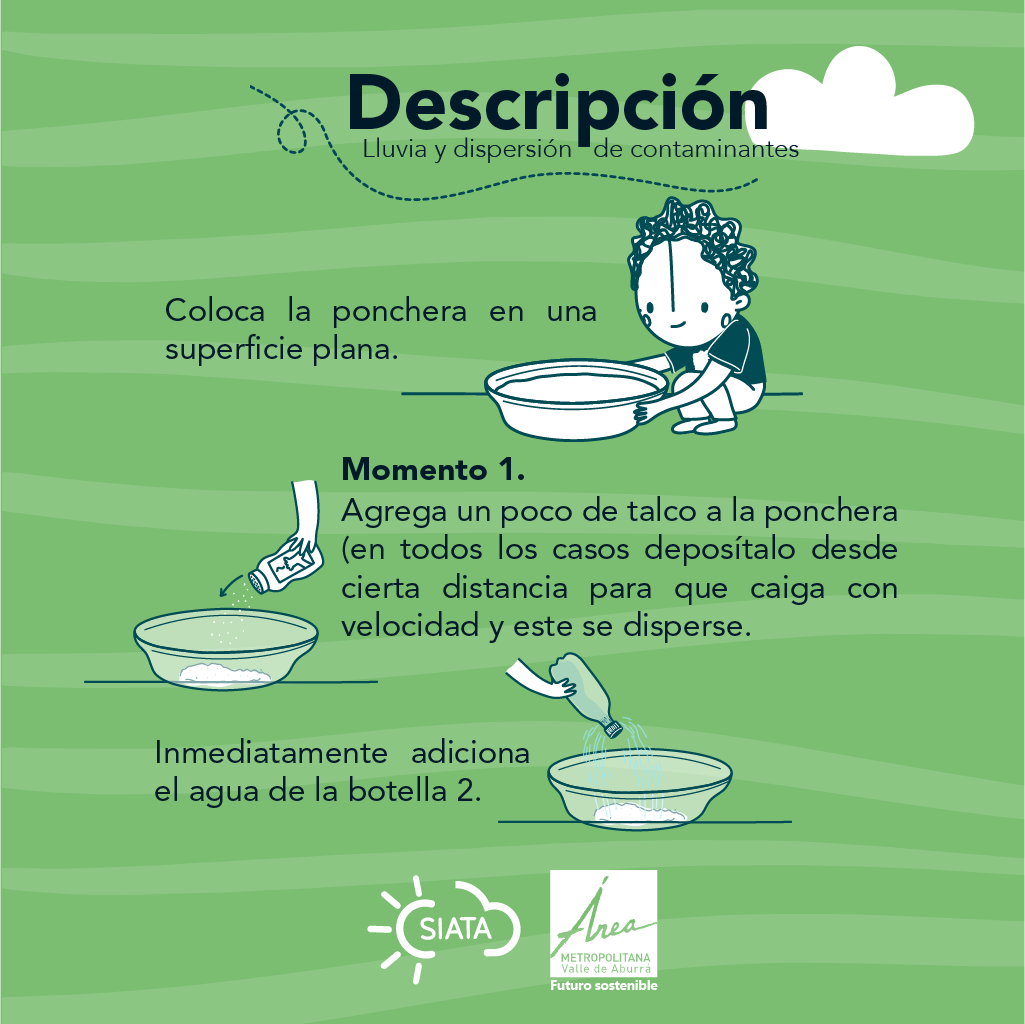 Descripción
Lluvia y dispersión de contaminantes
Coloca la ponchera en una
superficie plana.
Momento 1.
Agrega un poco de talco a la ponchera
(en todos los casos deposítalo desde
cierta distancia para que caiga con
velocidad y este se disperse.
Inmediatamente adiciona
el agua de la botella 2.
SIATA
Área
METROPOLITANA
Valle de Aburrá
Futuro sostenible